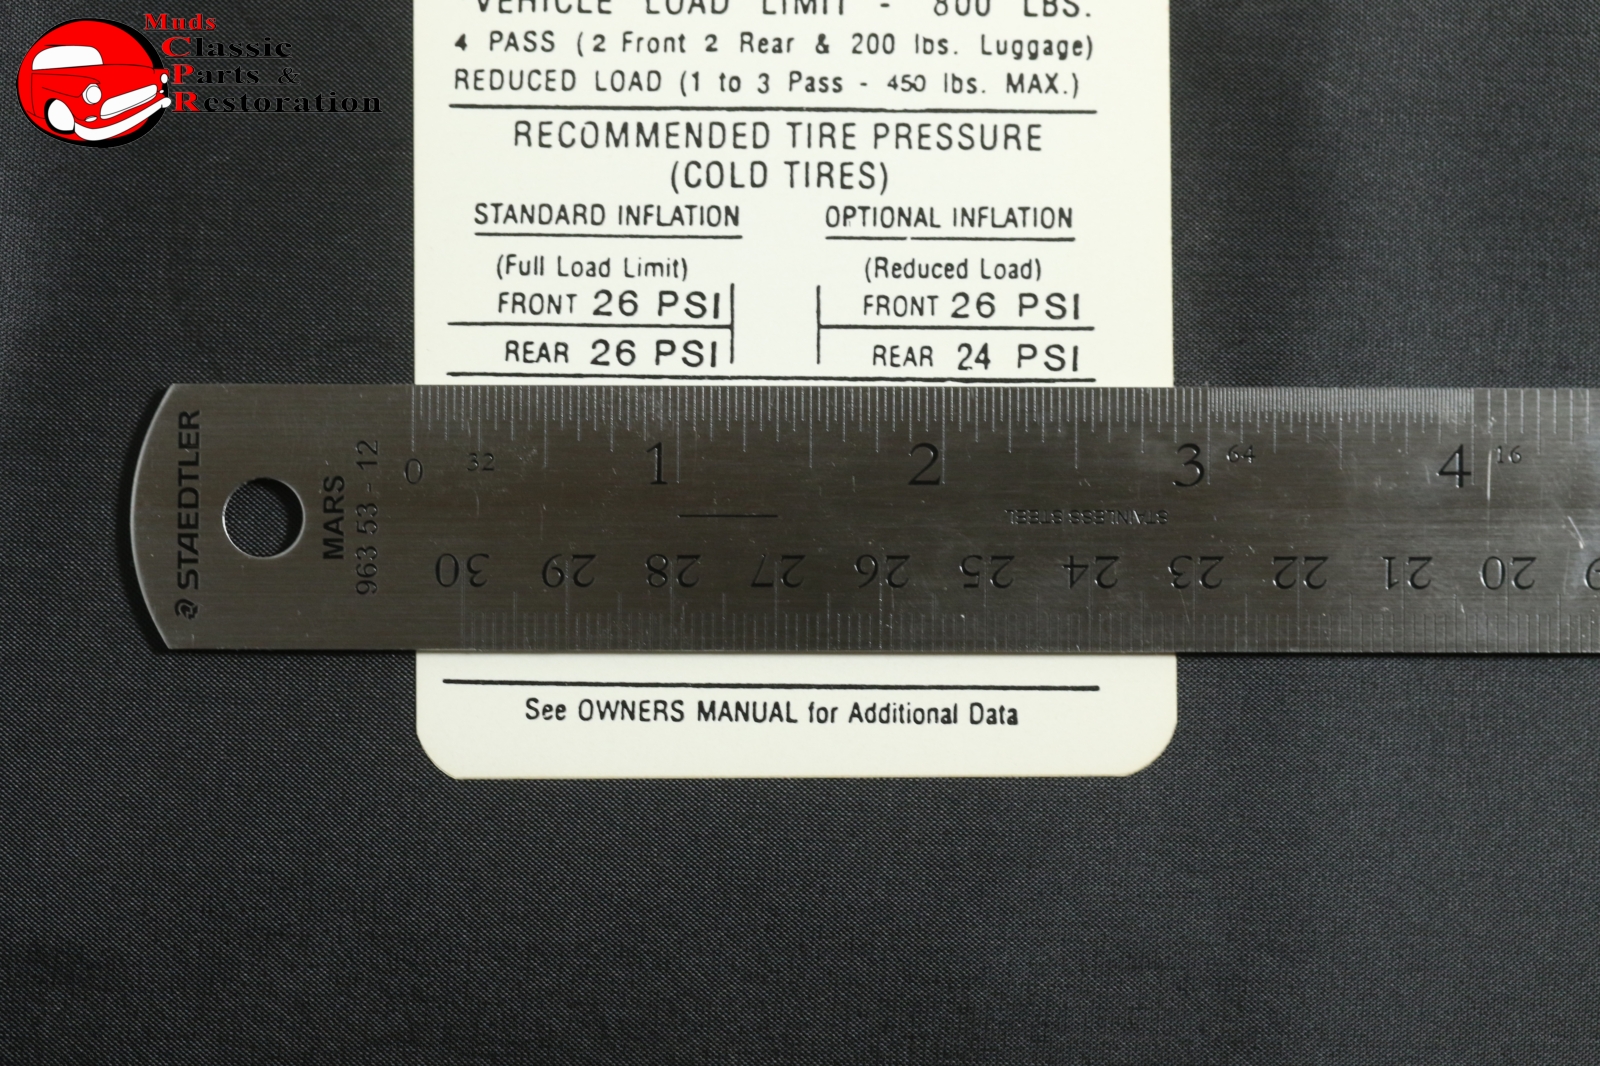 Muds
Classic
Parts &
Restoration
VEHICLE LOAD LIMIT - 800 LBS.
4 PASS (2 Front 2 Rear & 200 lbs. Luggage)
REDUCED LOAD (1 to 3 Pass - 450 lbs. MAX.)
RECOMMENDED TIRE PRESSURE
(COLD TIRES)
STANDARD INFLATION OPTIONAL INFLATION
(Full Load Limit) (Reduced Load)
FRONT 26 PSI FRONT 26 PSI
REAR 26 PSI REAR 24 PSI
STAEDTLER
MARS
963 53 - 12
0 32 1 2 3 64 4 16
STAINLESS STEEL
30 29 28 27 26 25 24 23 22 21 20
See OWNERS MANUAL for Additional Data